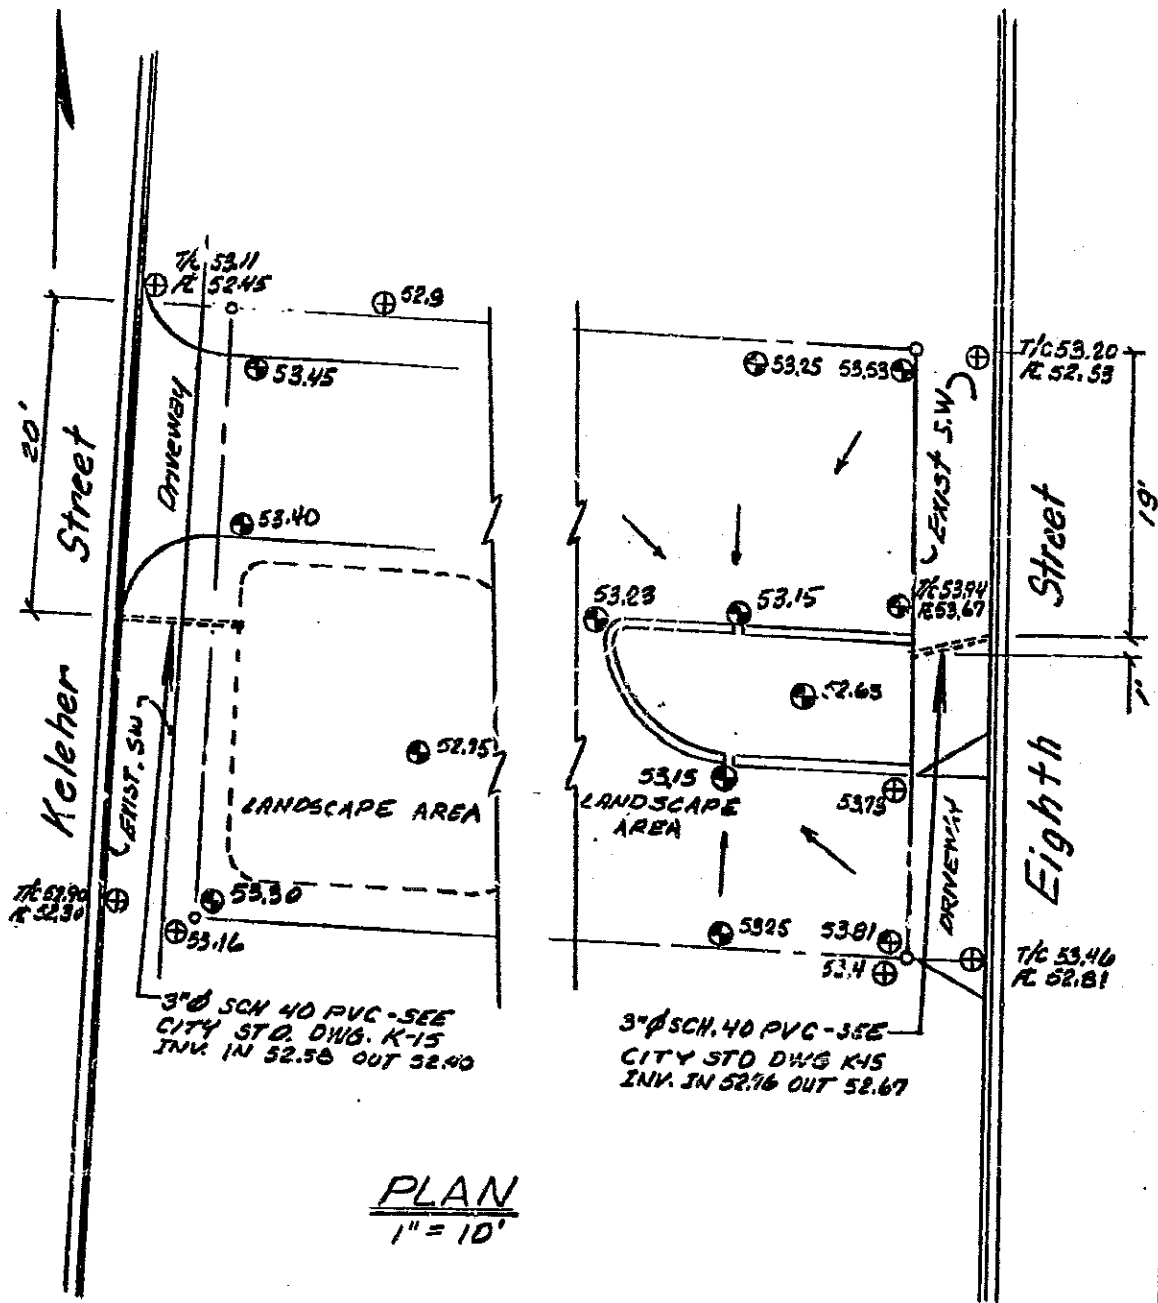 T/C 53.11
FL 52.45
52.9
53.45
20'
Driveway
Keleher Street
53.40
EXIST. SW
52.95
LANDSCAPE AREA
T/C 52.90
FL 52.30
53.30
53.16
3"ø SCH 40 PVC - SEE
CITY STD. DWG. K-15
INV. IN 52.58 OUT 52.40
53.25
53.53
T/C 53.20
FL 52.53
EXIST S.W
19'
53.23
53.15
T/C 53.94
FL 53.67
1'
52.63
53.15
LANDSCAPE
AREA
53.79
DRIVEWAY
Eighth Street
5325
53.81
53.4
T/C 53.46
FL 52.81
3"ø SCH. 40 PVC - SEE
CITY STD DWG K-15
INV. IN 52.76 OUT 52.67
PLAN
1" = 10'